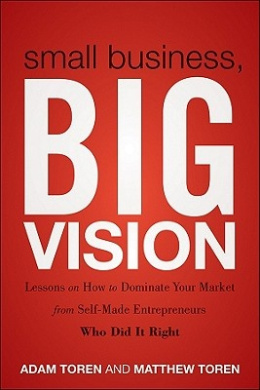 small business,
BIG
VISION
Lessons on How to Dominate Your Market
from Self-Made Entrepreneurs
Who Did It Right
ADAM TOREN AND MATTHEW TOREN